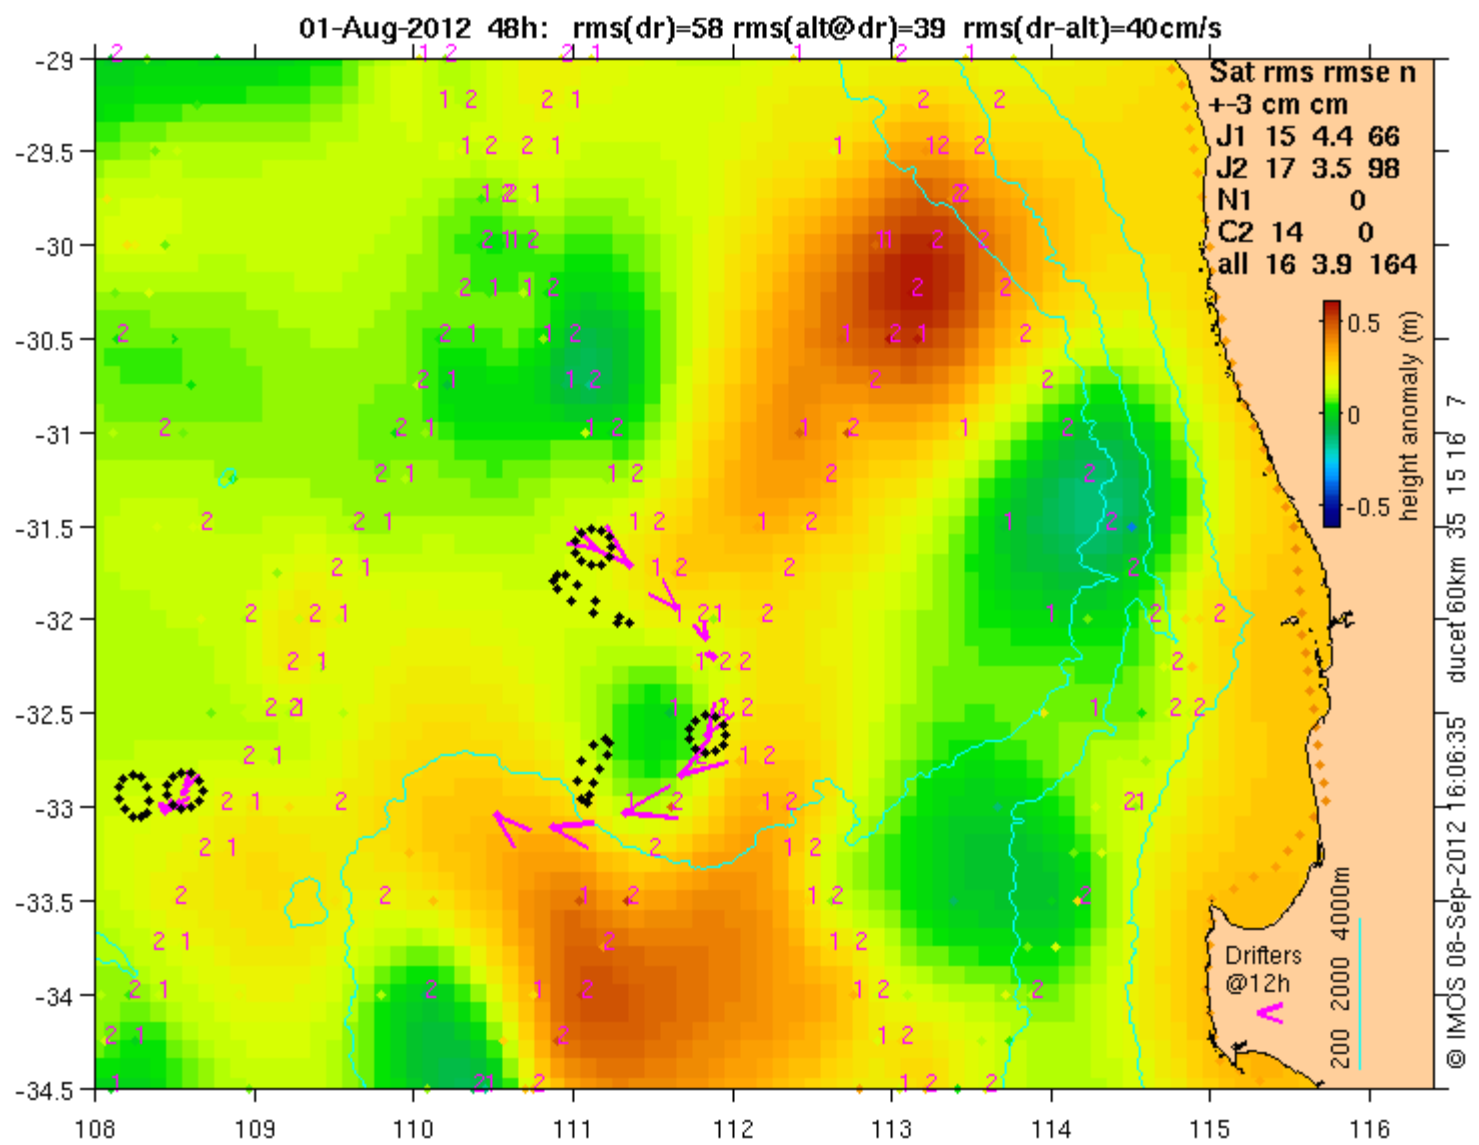 01-Aug-2012 48h: rms(dr)=58 rms(alt@dr)=39 rms(dr-alt)=40cm/s
Sat rms rmse n
+-3 cm cm
J1 15 4.4 66
J2 17 3.5 98
N1 0
C2 14 0
all 16 3.9 164
0.5
0
-0.5
height anomaly (m)
-29
-29.5
-30
-30.5
-31
-31.5
-32
-32.5
-33
-33.5
-34
-34.5
Drifters
@12h
200 2000 4000m
108 109 110 111 112 113 114 115 116
© IMOS 08-Sep-2012 16:06:35 ducet 60km 35 15 16 7